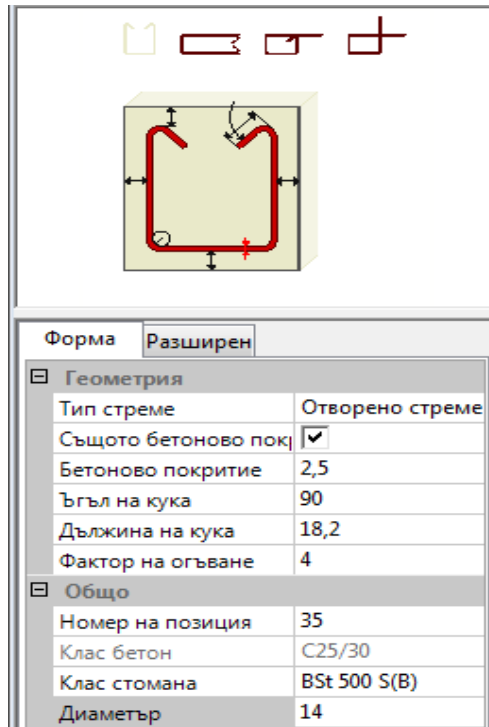 Форма Разширен
Геометрия
Тип стреме Отворено стреме
Същото бетоново пок
Бетоново покритие 2,5
Ъгъл на кука 90
Дължина на кука 18,2
Фактор на огъване 4
Общо
Номер на позиция 35
Клас бетон C25/30
Клас стомана BSt 500 S(B)
Диаметър 14